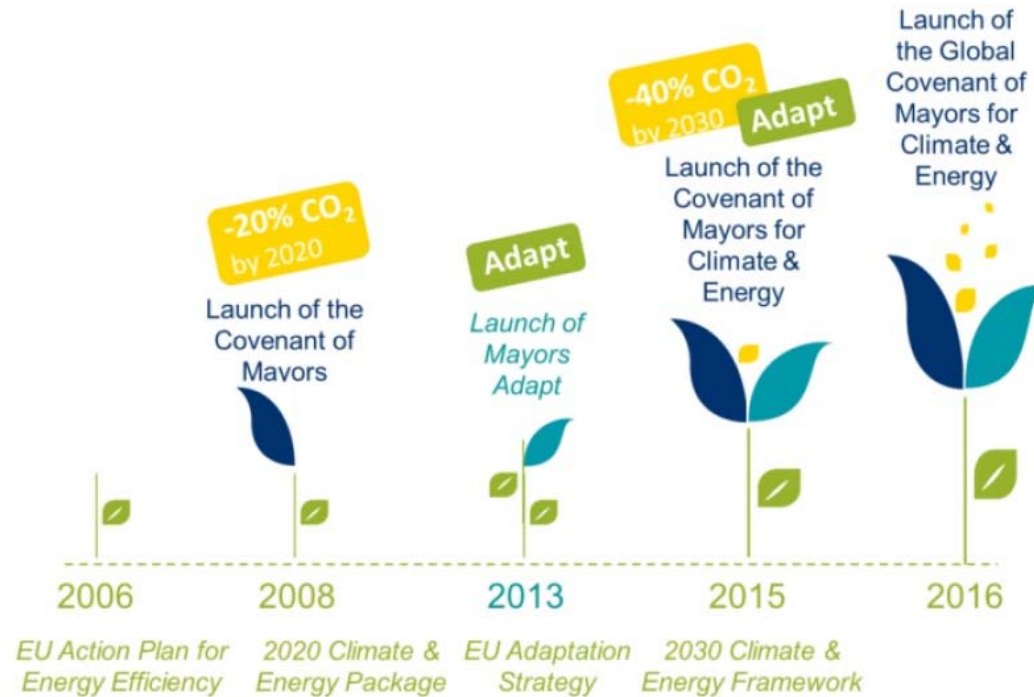 Launch of
the Global
Covenant of
Mayors for
Climate &
Energy
-40% CO₂
by 2030
Adapt
Launch of the
Covenant of
Mayors for
Climate &
Energy
-20% CO₂
by 2020
Launch of the
Covenant of
Mayors
Adapt
Launch of
Mayors
Adapt
2006
2008
2013
2015
2016
EU Action Plan for
Energy Efficiency
2020 Climate &
Energy Package
EU Adaptation
Strategy
2030 Climate &
Energy Framework